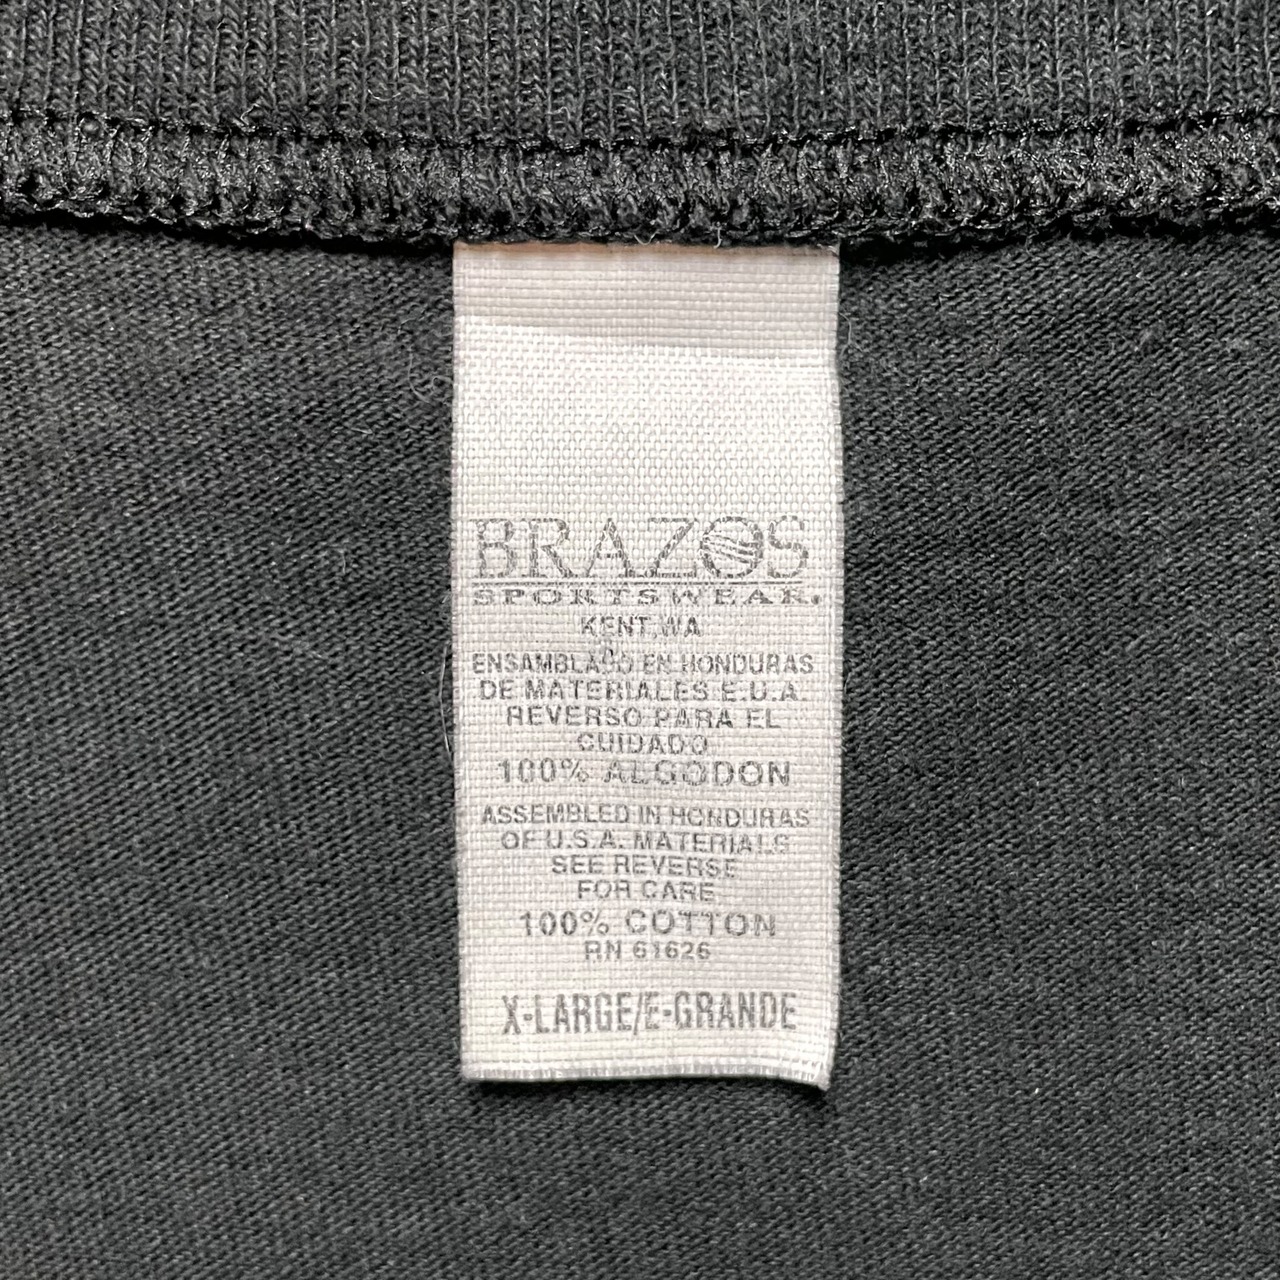 BRAZOS
SPORTSWEAR.
KENT, WA
ENSAMBLADO EN HONDURAS
DE MATERIALES E.U.A.
REVERSO PARA EL
CUIDADO
100% ALGODON
ASSEMBLED IN HONDURAS
OF U.S.A. MATERIALS
SEE REVERSE
FOR CARE
100% COTTON
RN 61626
X-LARGE/E-GRANDE